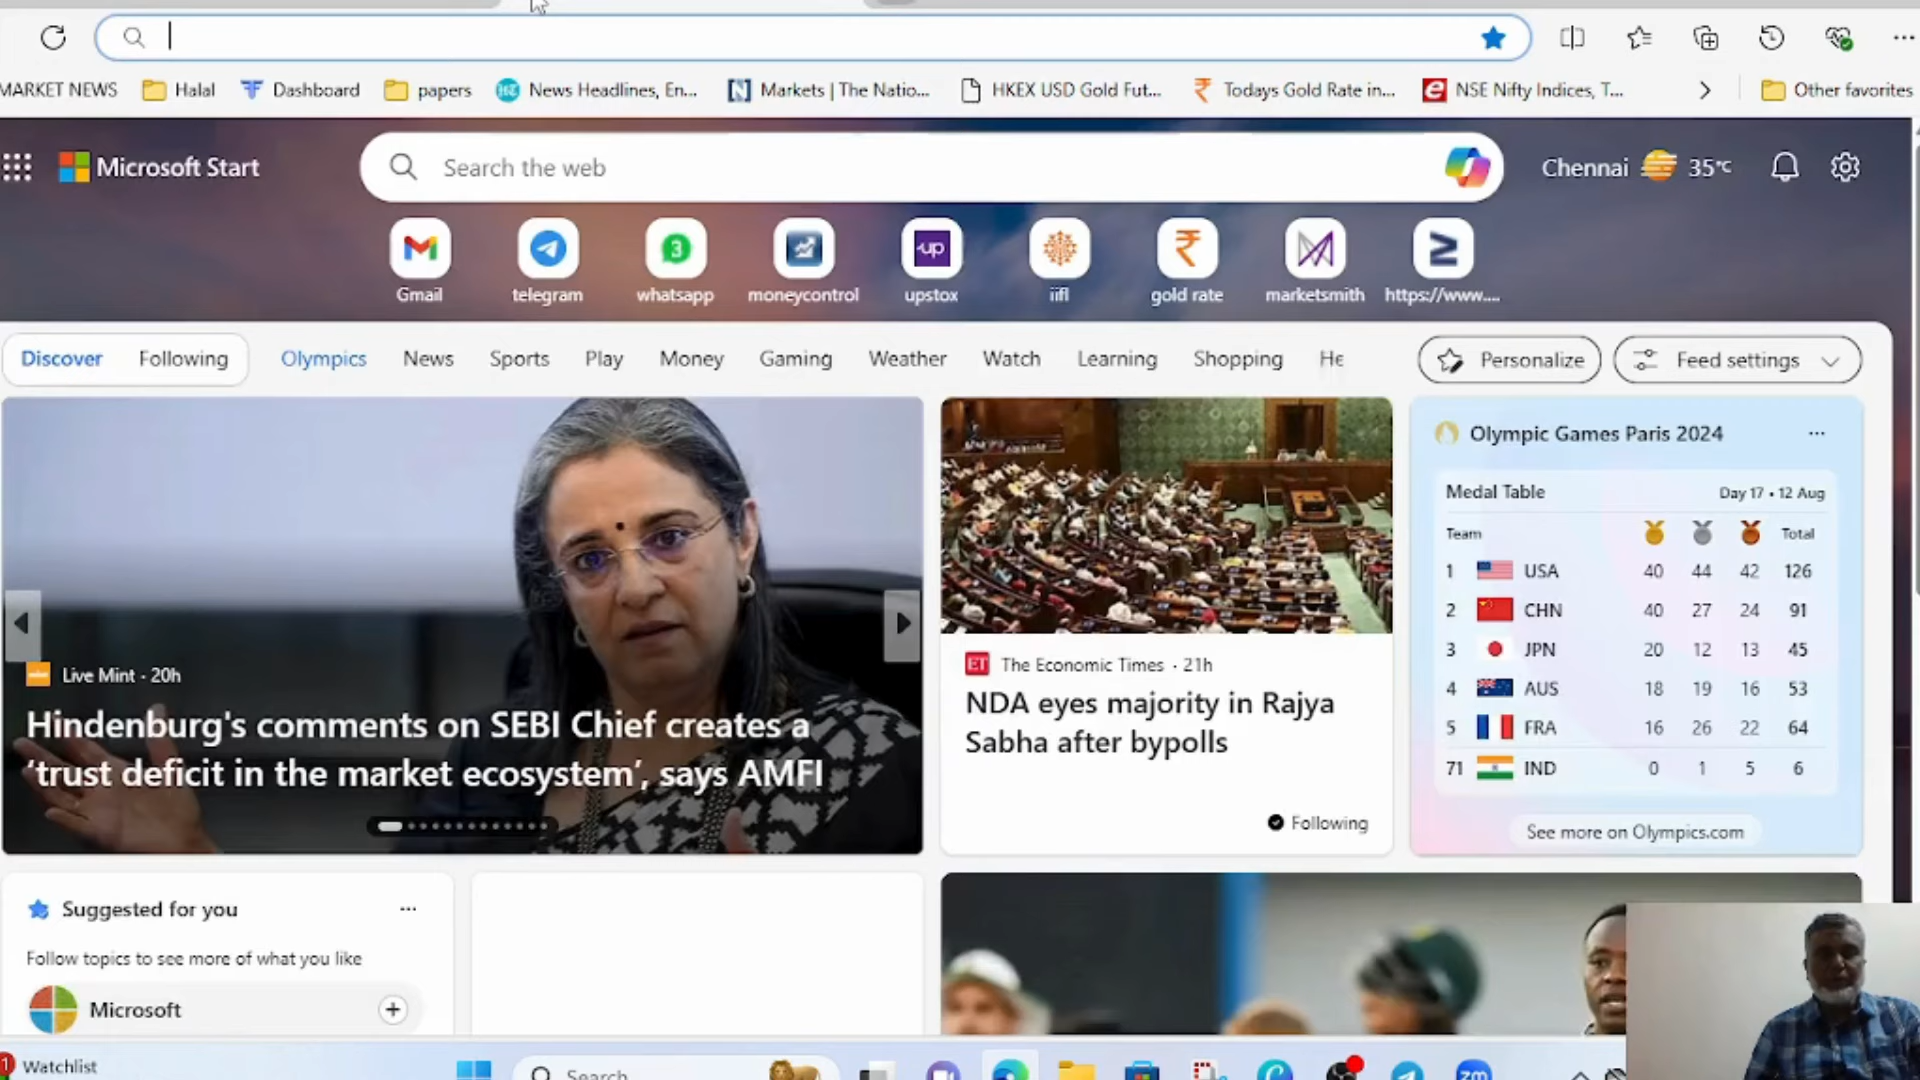 MARKET NEWS
Halal
Dashboard
papers
News Headlines, En...
Markets | The Natio...
HKEX USD Gold Fut...
Todays Gold Rate in...
NSE Nifty Indices, T...
Other favorites
Microsoft Start
Search the web
Chennai 35°C
Gmail
telegram
3
whatsapp
moneycontrol
up
upstox
iifl
gold rate
marketsmith
https://www....
Discover
Following
Olympics
News
Sports
Play
Money
Gaming
Weather
Watch
Learning
Shopping
He
Personalize
Feed settings
Live Mint · 20h
Hindenburg's comments on SEBI Chief creates a
‘trust deficit in the market ecosystem’, says AMFI
ET The Economic Times · 21h
NDA eyes majority in Rajya
Sabha after bypolls
Following
Olympic Games Paris 2024
Medal Table Day 17 • 12 Aug
Team Total
1 USA 40 44 42 126
2 CHN 40 27 24 91
3 JPN 20 12 13 45
4 AUS 18 19 16 53
5 FRA 16 26 22 64
71 IND 0 1 5 6
See more on Olympics.com
Suggested for you
Follow topics to see more of what you like
Microsoft
1
Watchlist
Search
zm